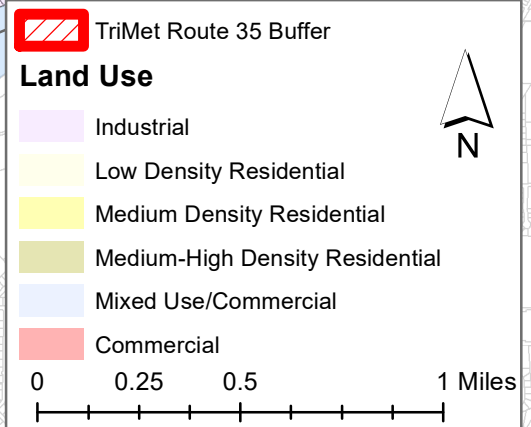 TriMet Route 35 Buffer
Land Use
N
Industrial
Low Density Residential
Medium Density Residential
Medium-High Density Residential
Mixed Use/Commercial
Commercial
0 0.25 0.5 1 Miles